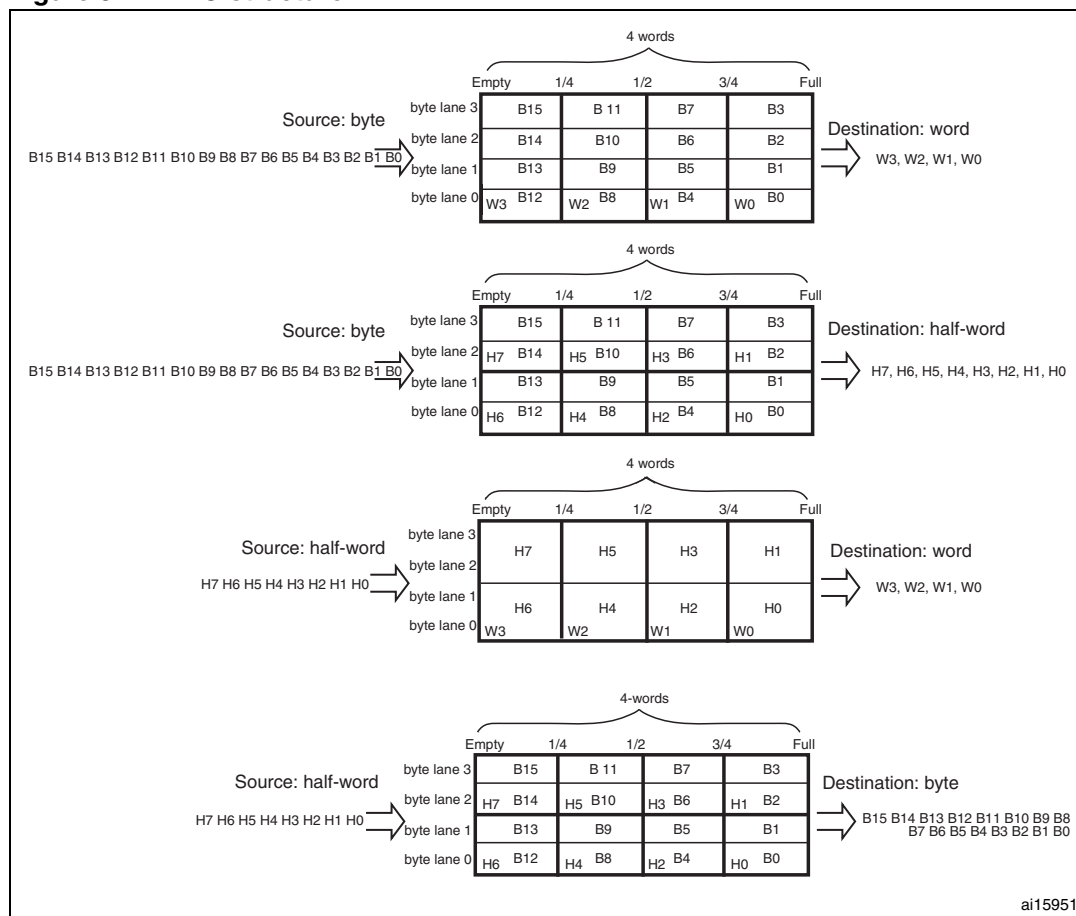 4 words
Empty 1/4 1/2 3/4 Full
Source: byte
B15 B14 B13 B12 B11 B10 B9 B8 B7 B6 B5 B4 B3 B2 B1 B0
byte lane 3 B15 B 11 B7 B3
byte lane 2 B14 B10 B6 B2
byte lane 1 B13 B9 B5 B1
byte lane 0 W3 B12 W2 B8 W1 B4 W0 B0
Destination: word
W3, W2, W1, W0
4 words
Empty 1/4 1/2 3/4 Full
Source: byte
B15 B14 B13 B12 B11 B10 B9 B8 B7 B6 B5 B4 B3 B2 B1 B0
byte lane 3 B15 B 11 B7 B3
byte lane 2 H7 B14 H5 B10 H3 B6 H1 B2
byte lane 1 B13 B9 B5 B1
byte lane 0 H6 B12 H4 B8 H2 B4 H0 B0
Destination: half-word
H7, H6, H5, H4, H3, H2, H1, H0
4 words
Empty 1/4 1/2 3/4 Full
Source: half-word
H7 H6 H5 H4 H3 H2 H1 H0
byte lane 3
H7 H5 H3 H1
byte lane 2
byte lane 1
H6 H4 H2 H0
byte lane 0 W3 W2 W1 W0
Destination: word
W3, W2, W1, W0
4-words
Empty 1/4 1/2 3/4 Full
Source: half-word
H7 H6 H5 H4 H3 H2 H1 H0
byte lane 3 B15 B 11 B7 B3
byte lane 2 H7 B14 H5 B10 H3 B6 H1 B2
byte lane 1 B13 B9 B5 B1
byte lane 0 H6 B12 H4 B8 H2 B4 H0 B0
Destination: byte
B15 B14 B13 B12 B11 B10 B9 B8
B7 B6 B5 B4 B3 B2 B1 B0
ai15951